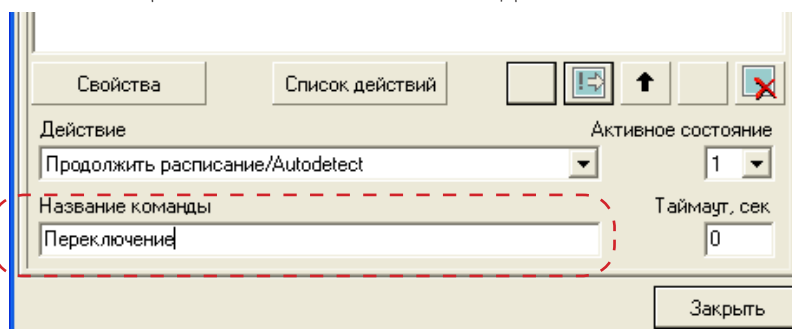 Свойства
Список действий
Действие
Активное состояние
Продолжить расписание/Autodetect
1
Название команды
Таймаут, сек
Переключение
0
Закрыть